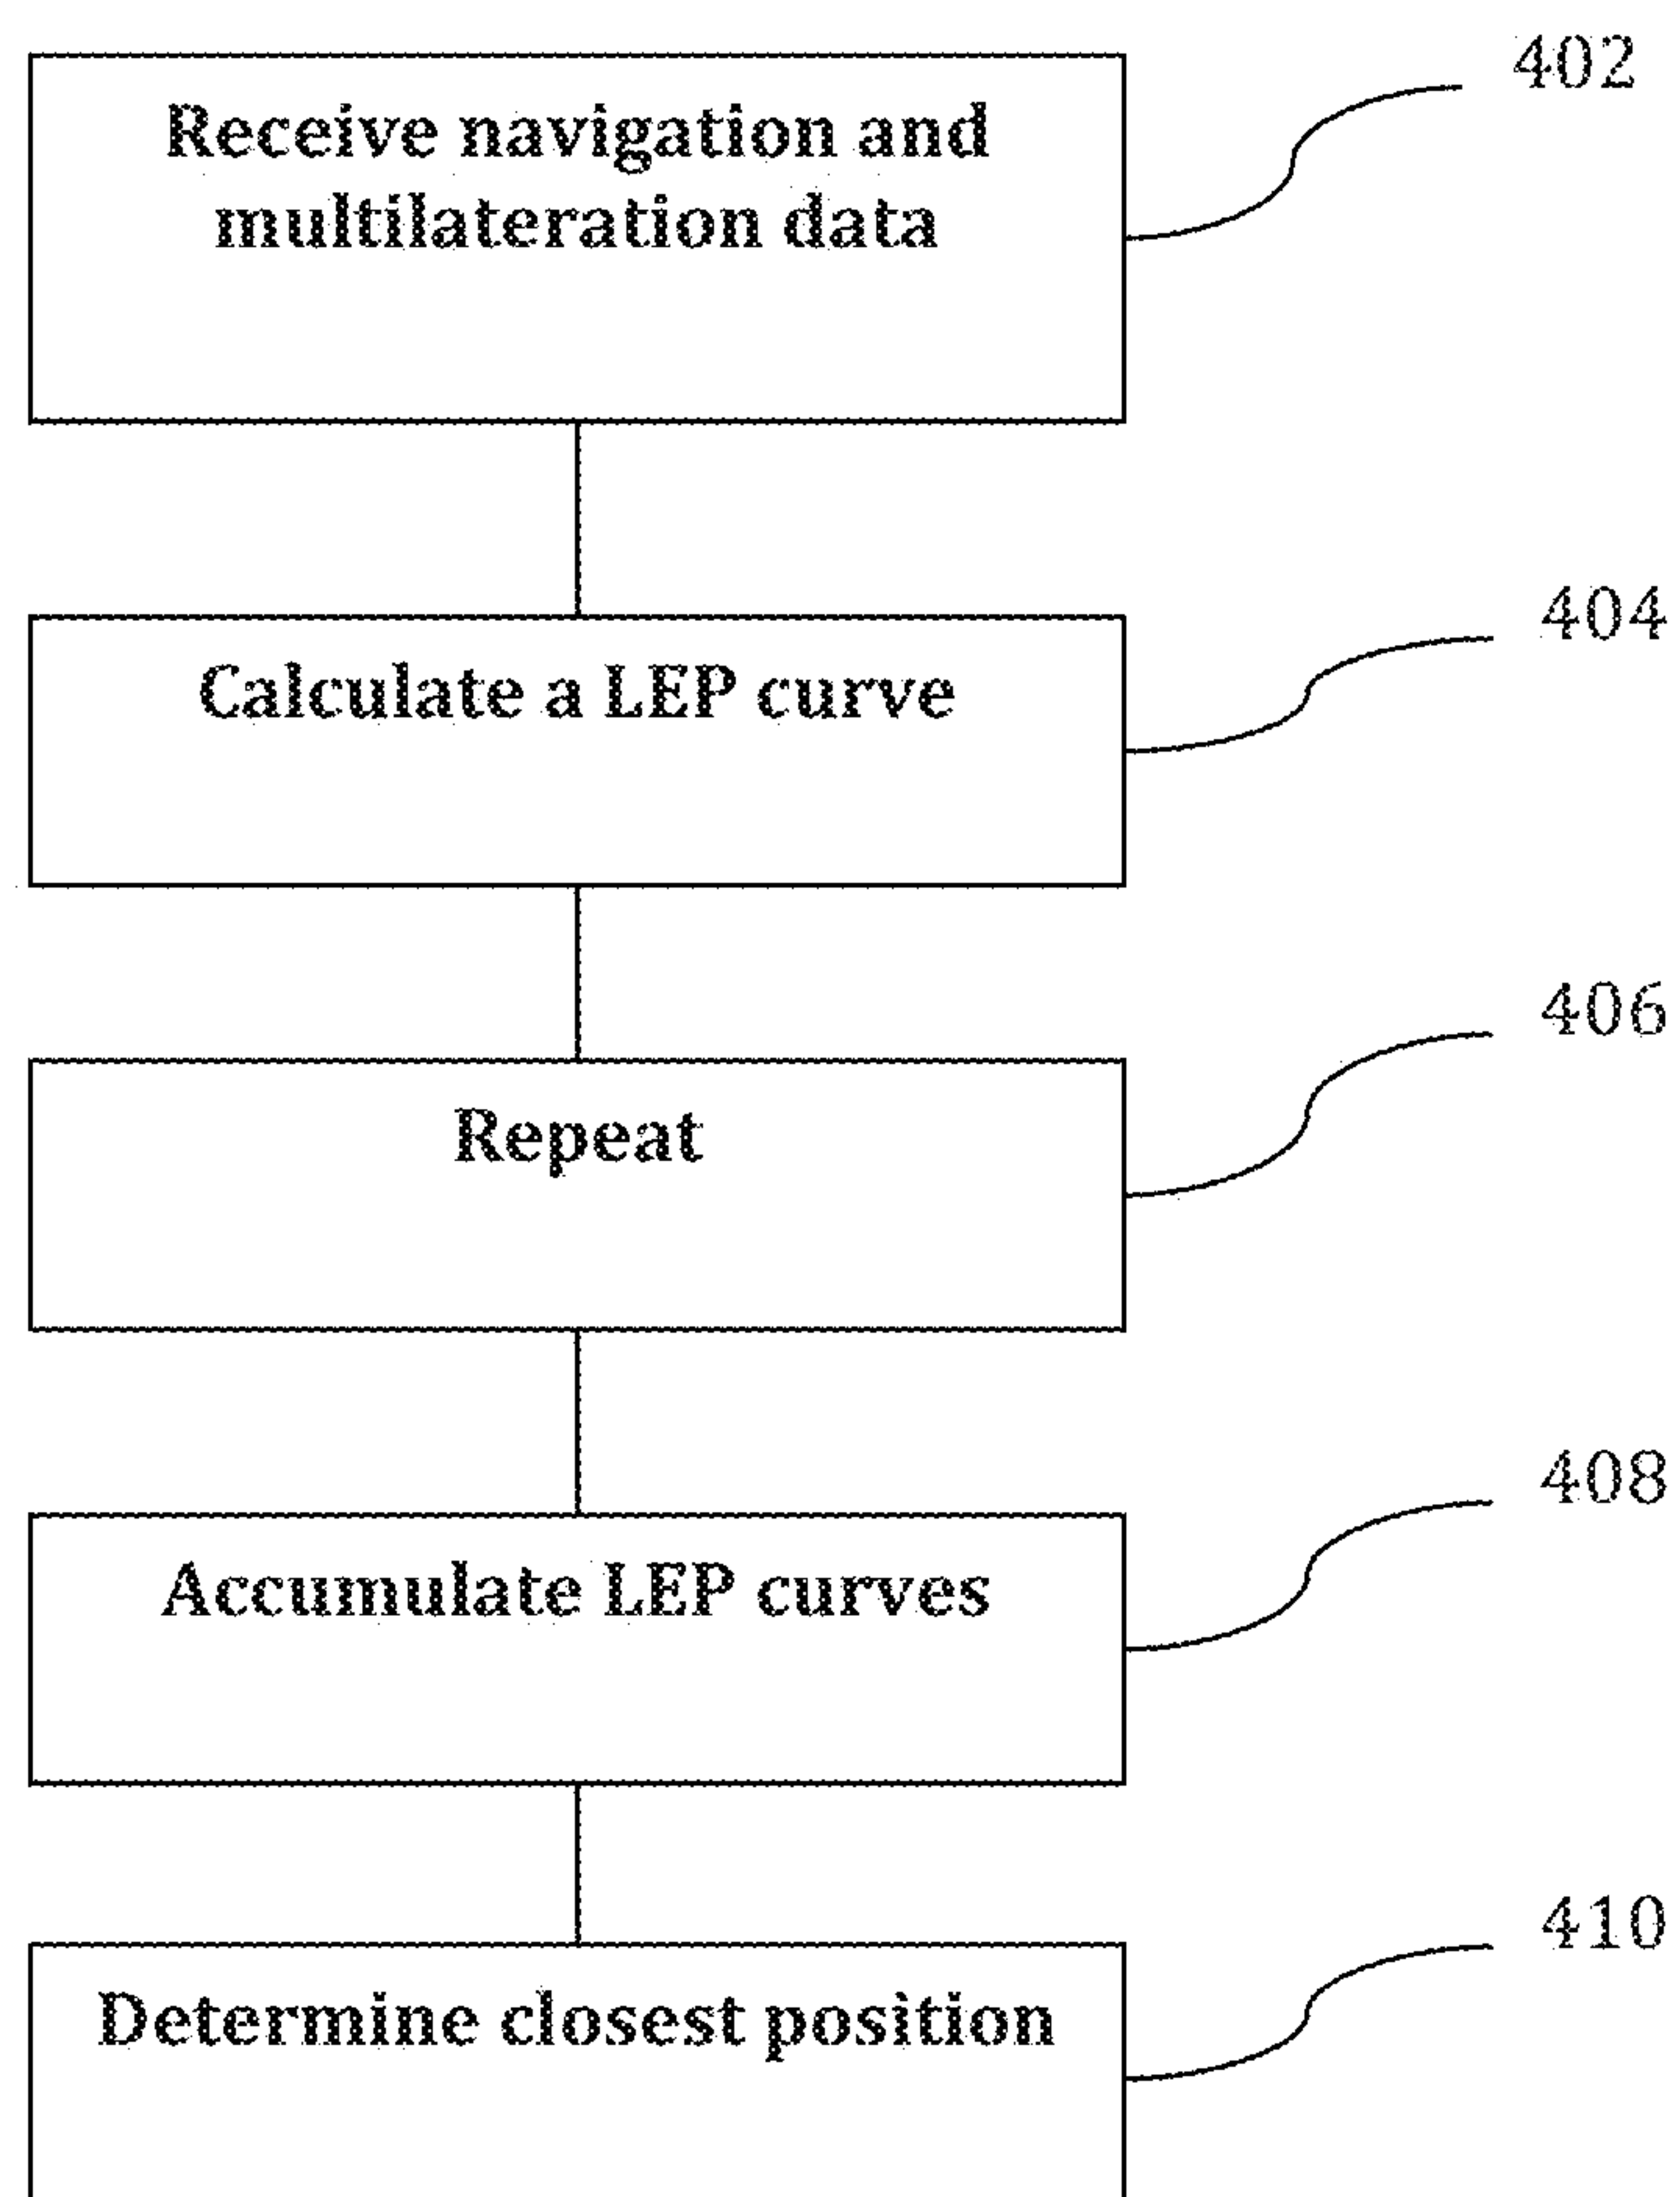 402
Receive navigation and
multilateration data
404
Calculate a LEP curve
406
Repeat
408
Accumulate LEP curves
410
Determine closest position